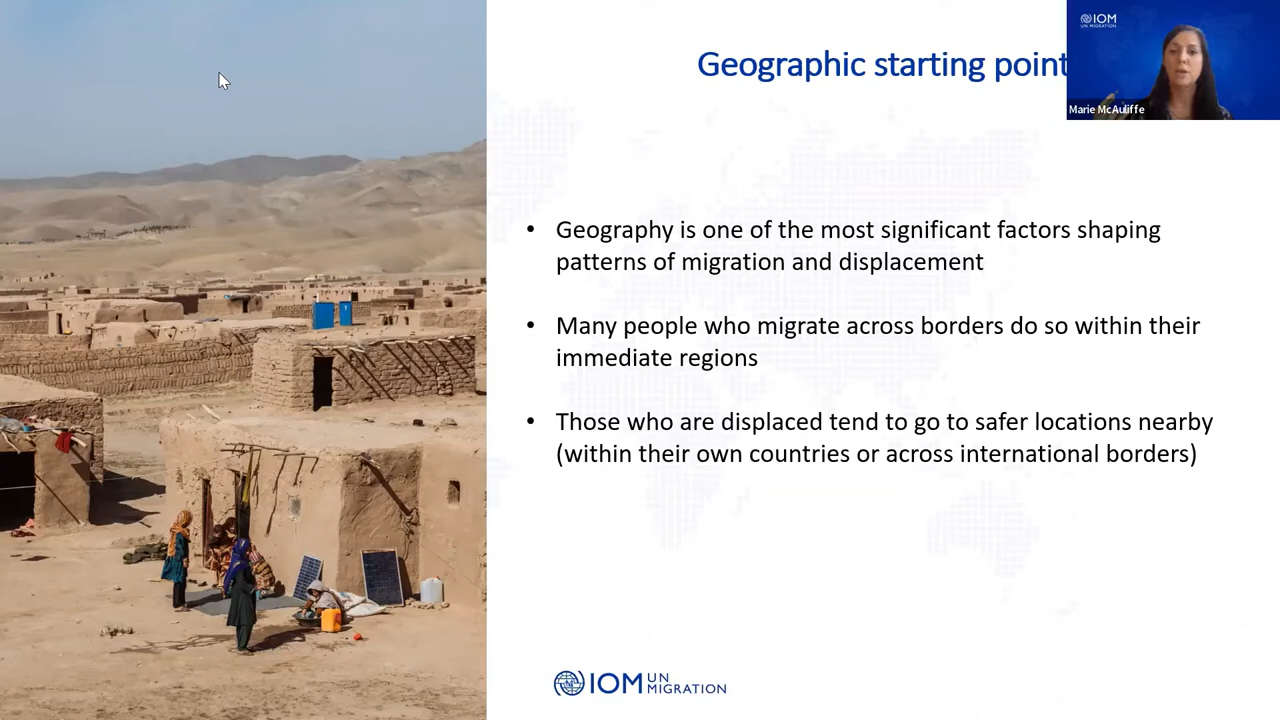 Geographic starting point
IOM
UN MIGRATION
Marie McAuliffe
• Geography is one of the most significant factors shaping
patterns of migration and displacement
• Many people who migrate across borders do so within their
immediate regions
• Those who are displaced tend to go to safer locations nearby
(within their own countries or across international borders)
IOM UN
MIGRATION